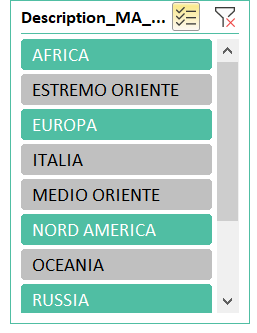 Description_MA_...
AFRICA
ESTREMO ORIENTE
EUROPA
ITALIA
MEDIO ORIENTE
NORD AMERICA
OCEANIA
RUSSIA